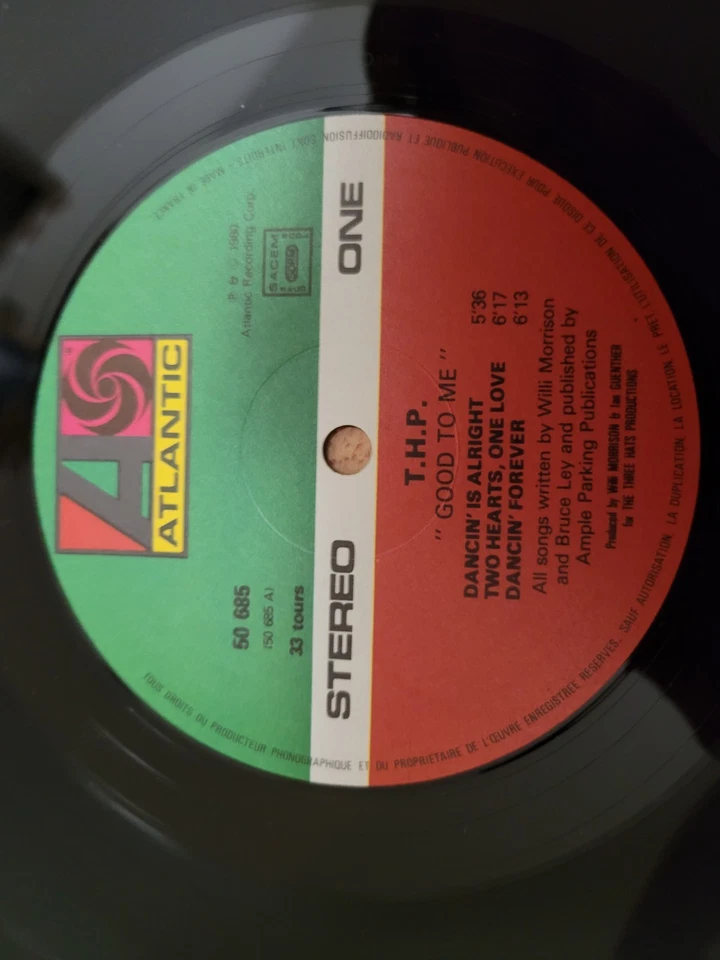 ATLANTIC
50 685
(50 685 A)
33 tours
P. & © 1980
Atlantic Recording Corp.
SACEM
STEREO ONE
T.H.P.
" GOOD TO ME "
DANCIN' IS ALRIGHT 5'36
TWO HEARTS, ONE LOVE 6'17
DANCIN' FOREVER 6'13
All songs written by Willi Morrison
and Bruce Ley and published by
Ample Parking Publications
Produced by Willi MORRISON & Ian GUENTHER
for THE THREE HATS PRODUCTIONS
TOUS DROITS DU PRODUCTEUR PHONOGRAPHIQUE ET DU PROPRIETAIRE DE L'ŒUVRE ENREGISTREE RESERVES. SAUF AUTORISATION. LA DUPLICATION. LA LOCATION. LE PRET L'UTILISATION DE CE DISQUE POUR EXECUTION PUBLIQUE ET RADIODIFFUSION SONT INTERDITS - MADE IN FRANCE